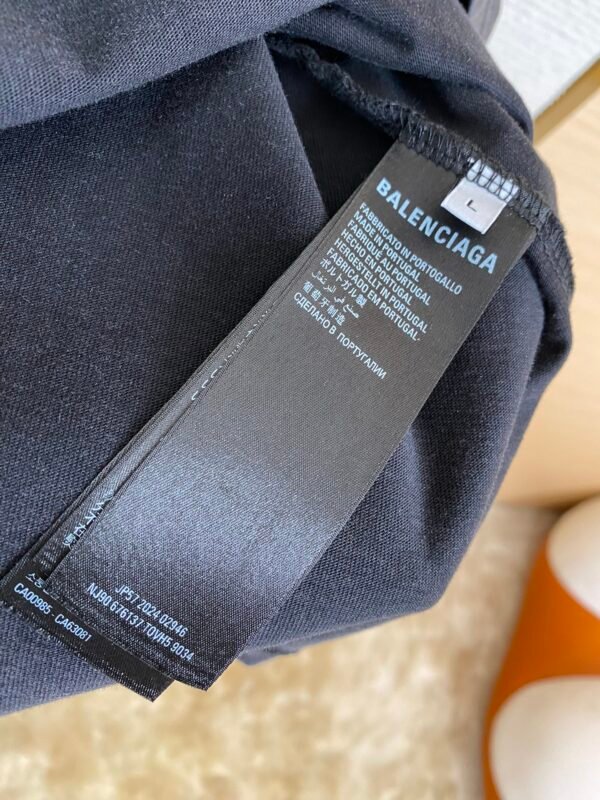 BALENCIAGA
L
FABBRICATO IN PORTOGALLO
MADE IN PORTUGAL
FABRIQUÉ AU PORTUGAL
HECHO EN PORTUGAL
HERGESTELLT IN PORTUGAL
FABRICADO EM PORTUGAL
ポルトガル製
صنع في البرتغال
葡萄牙制造
СДЕЛАНО В ПОРТУГАЛИИ
JP57 2024 02946
NJ90 676137 TOVH5 9034
CA00985 CA63081